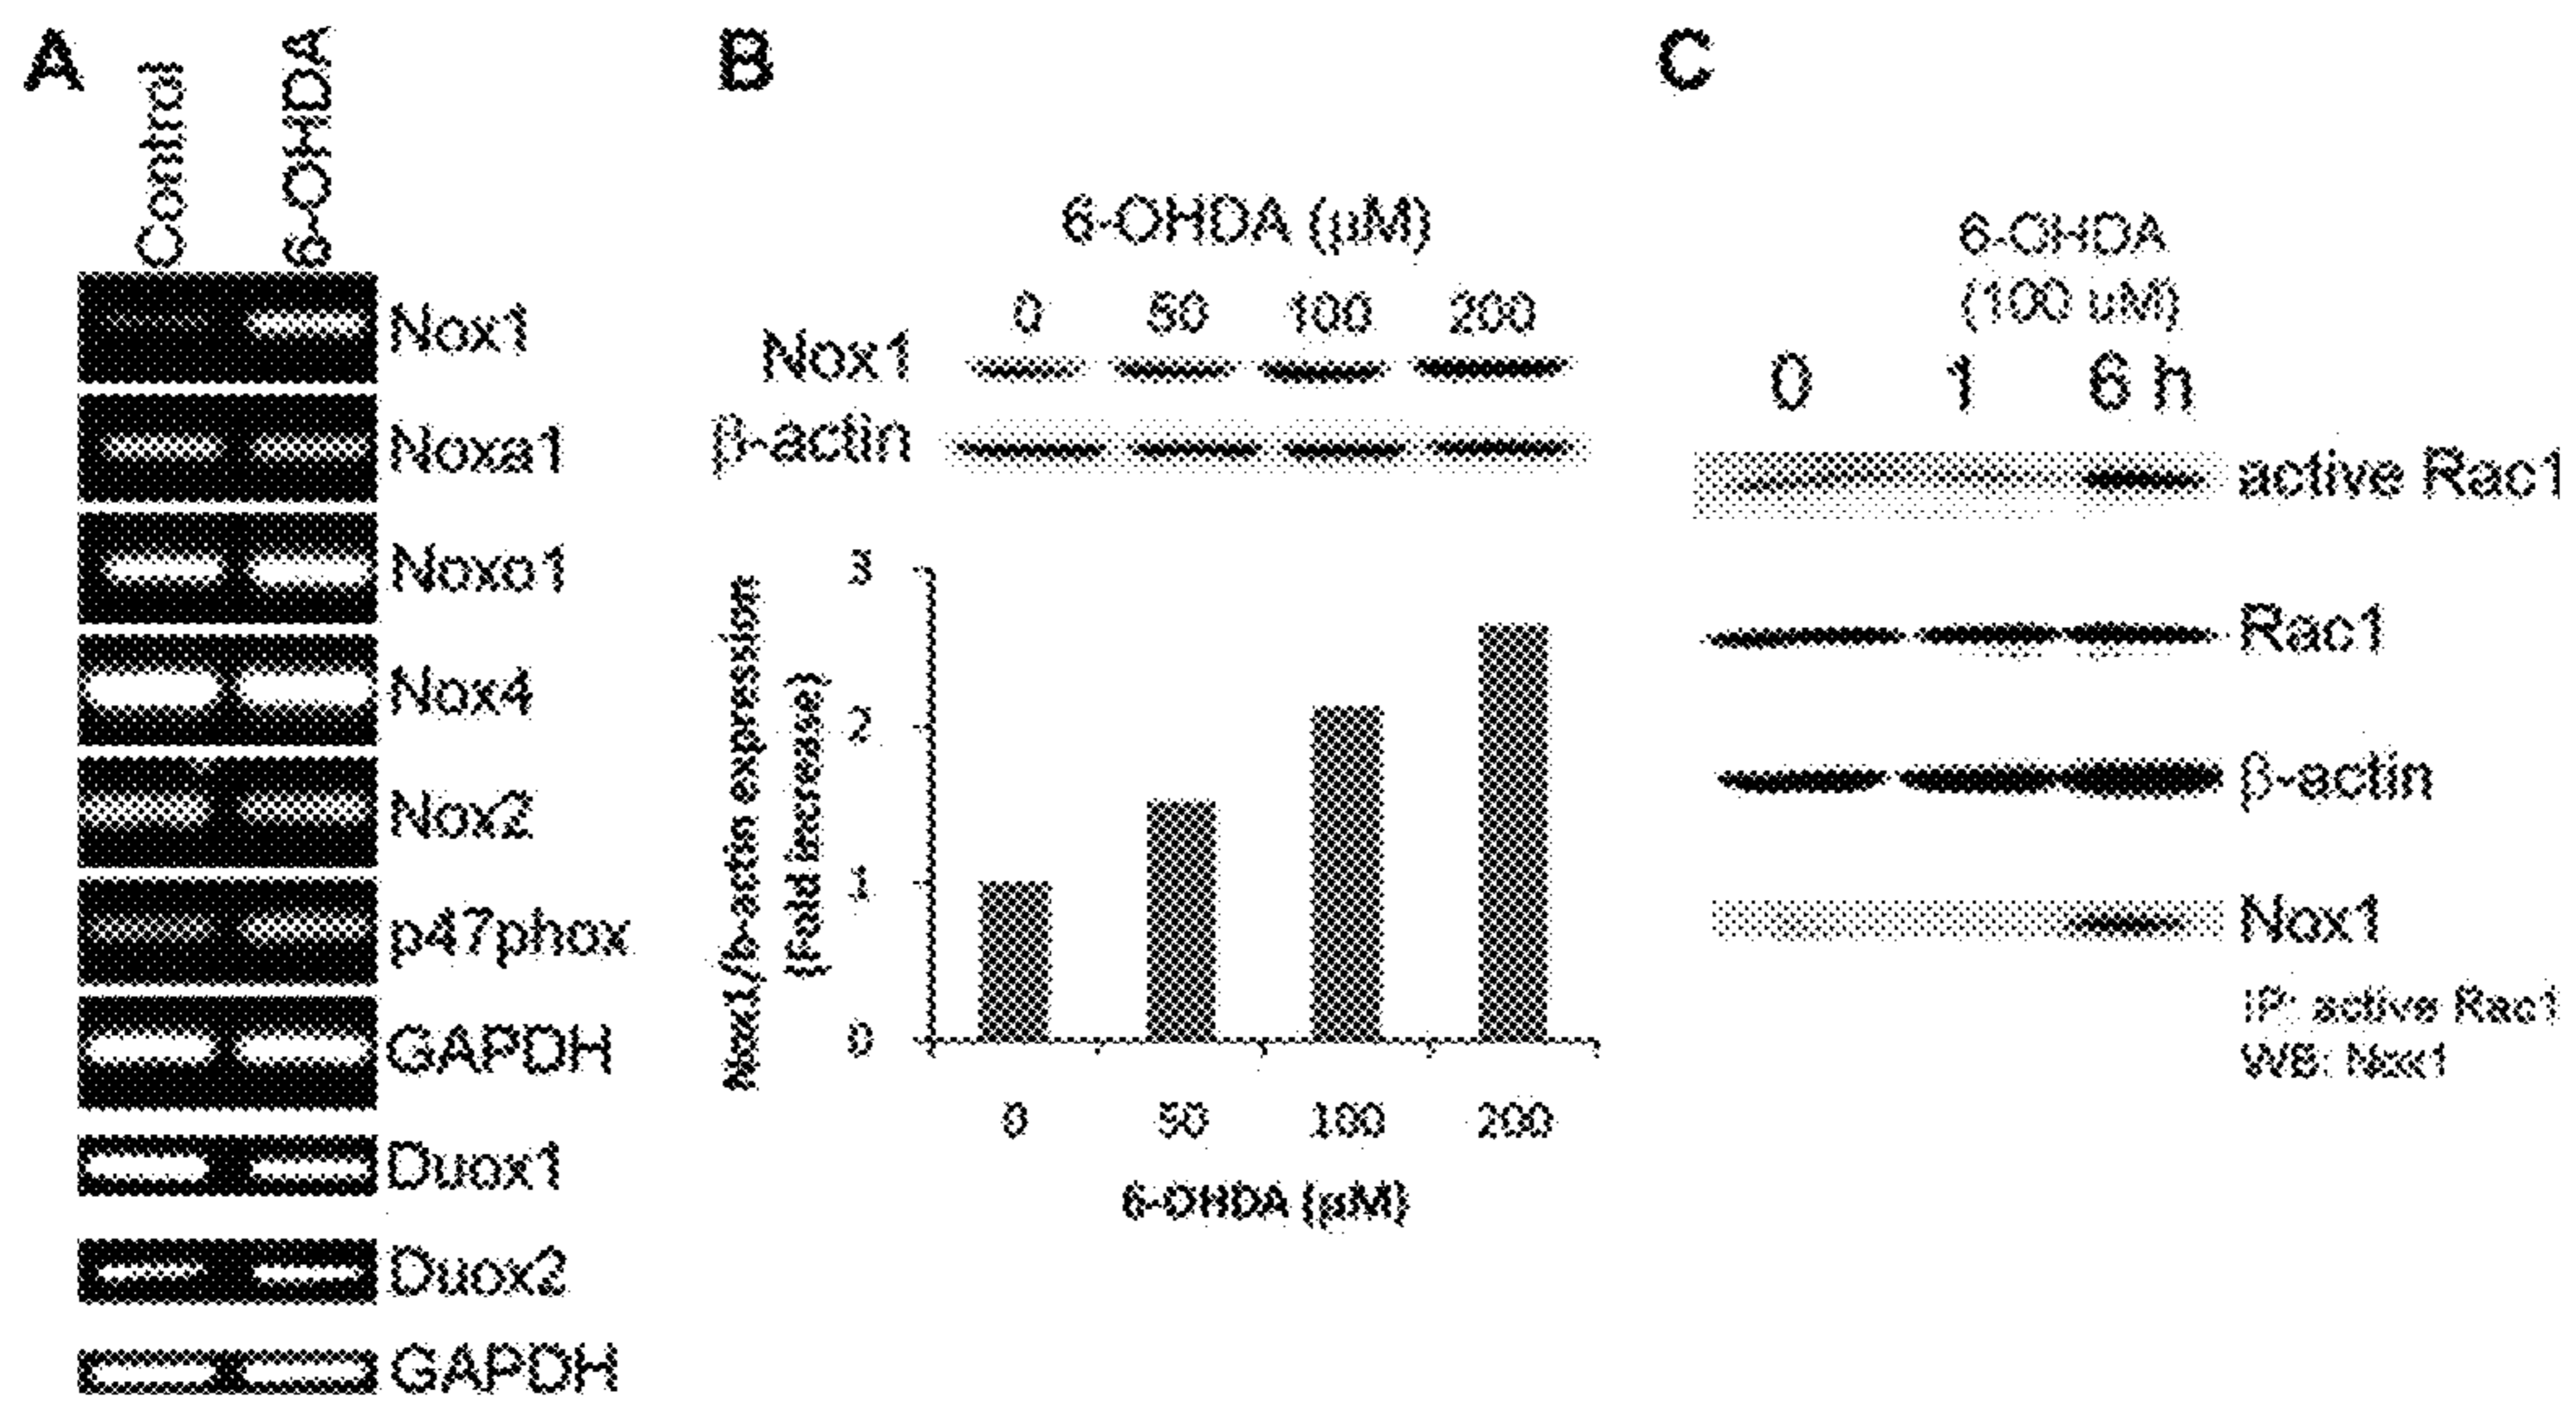 A
Control
6-OHDA
Nox1
Noxa1
Noxo1
Nox4
Nox2
p47phox
GAPDH
Duox1
Duox2
GAPDH
B
6-OHDA (μM)
0 50 100 200
Nox1
β-actin
Nox1/b-actin expression
(Fold increase)
3
2
1
0
0 50 100 200
6-OHDA (μM)
C
6-OHDA
(100 uM)
0 1 6 h
active Rac1
Rac1
β-actin
Nox1
IP: active Rac1
WB: Nox1